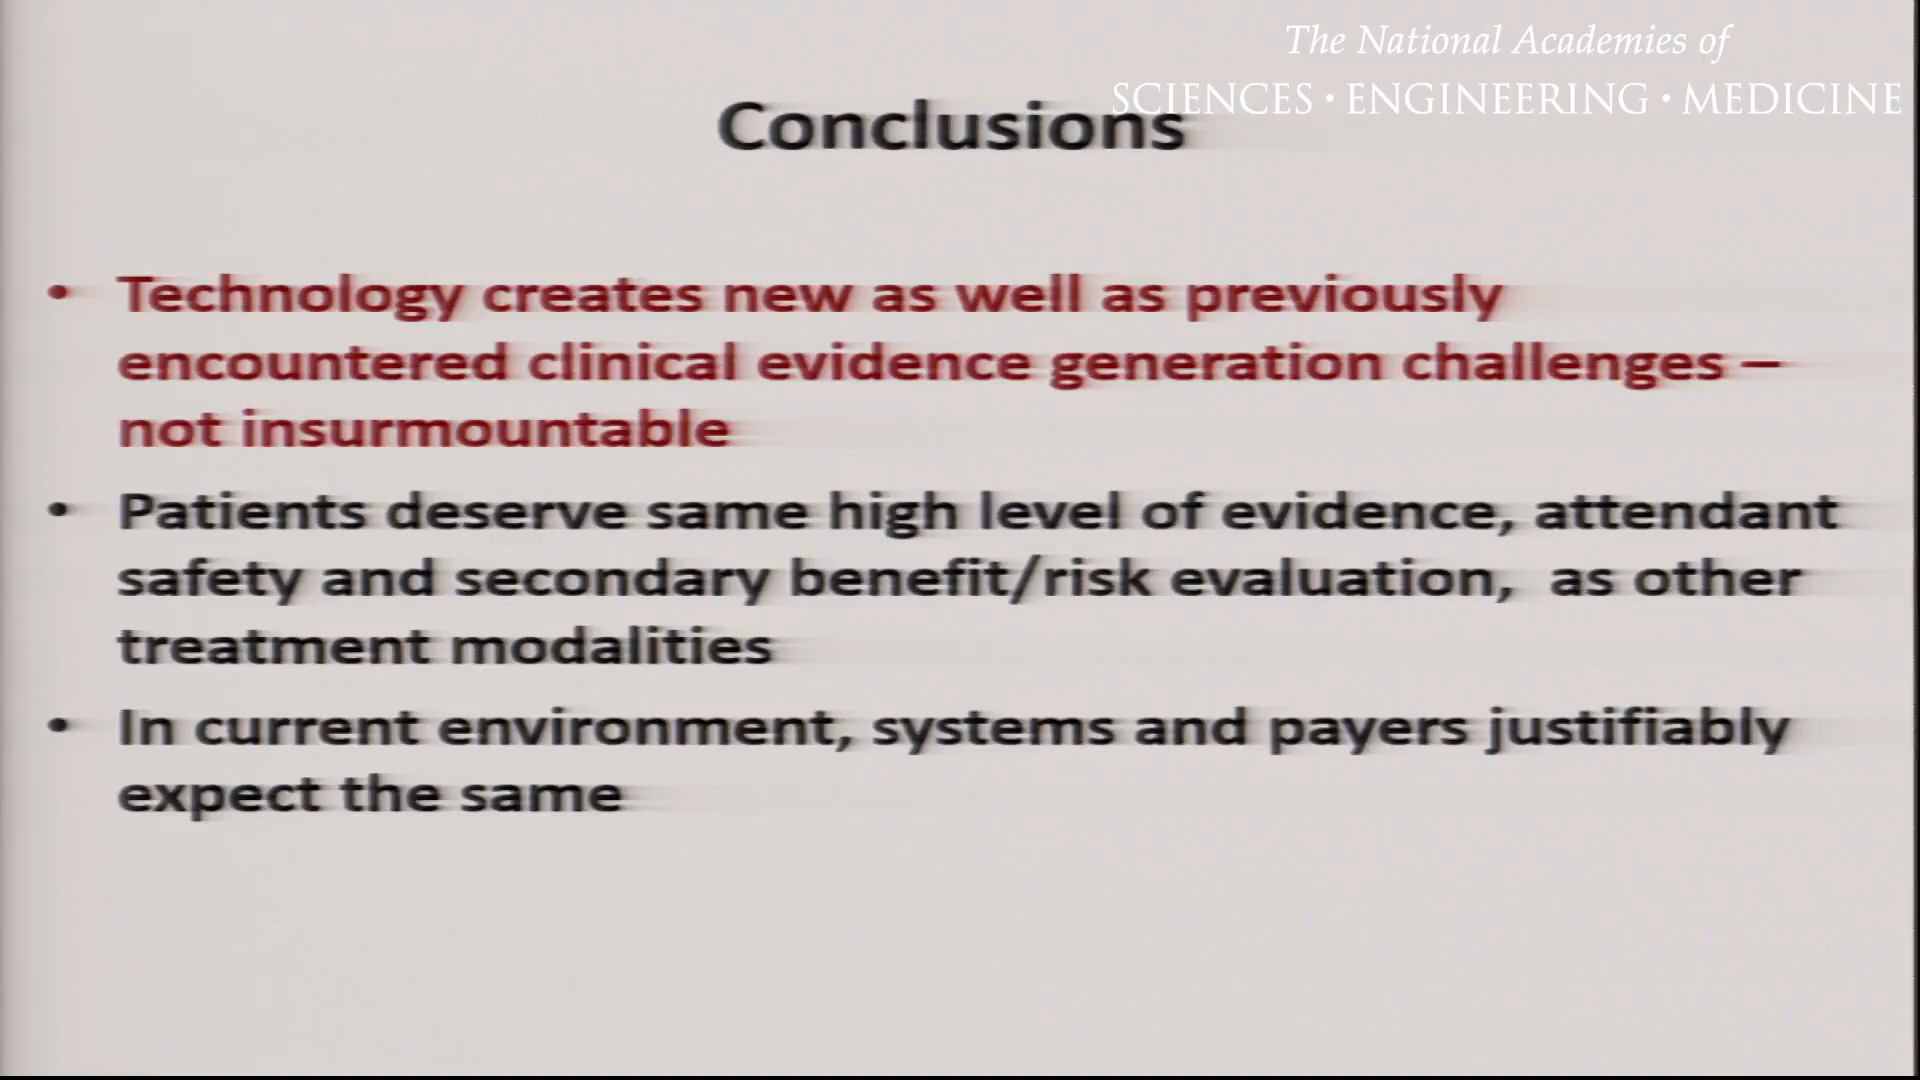 The National Academies of
SCIENCES • ENGINEERING • MEDICINE
Conclusions
• Technology creates new as well as previously
encountered clinical evidence generation challenges –
not insurmountable
• Patients deserve same high level of evidence, attendant
safety and secondary benefit/risk evaluation,  as other
treatment modalities
• In current environment, systems and payers justifiably
expect the same